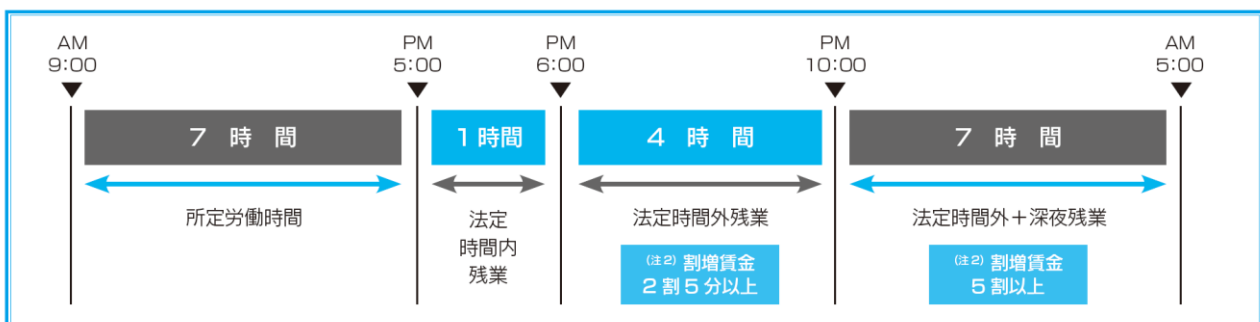 AM
9:00
PM
5:00
PM
6:00
PM
10:00
AM
5:00
7 時 間
1時間
4 時 間
7 時 間
所定労働時間
法定
時間内
残業
法定時間外残業
法定時間外＋深夜残業
(注2) 割増賃金
2割5分以上
(注2) 割増賃金
5割以上